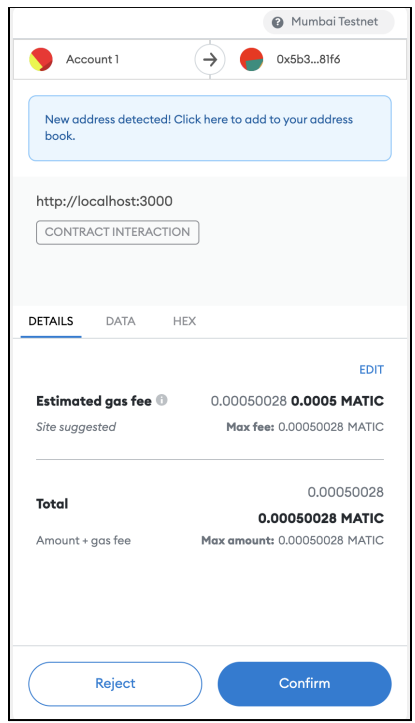 Mumbai Testnet
Account 1
0x5b3...81f6
New address detected! Click here to add to your address
book.
http://localhost:3000
CONTRACT INTERACTION
DETAILS DATA HEX
EDIT
Estimated gas fee 0.00050028 0.0005 MATIC
Site suggested Max fee: 0.00050028 MATIC
0.00050028
Total
0.00050028 MATIC
Amount + gas fee Max amount: 0.00050028 MATIC
Reject Confirm